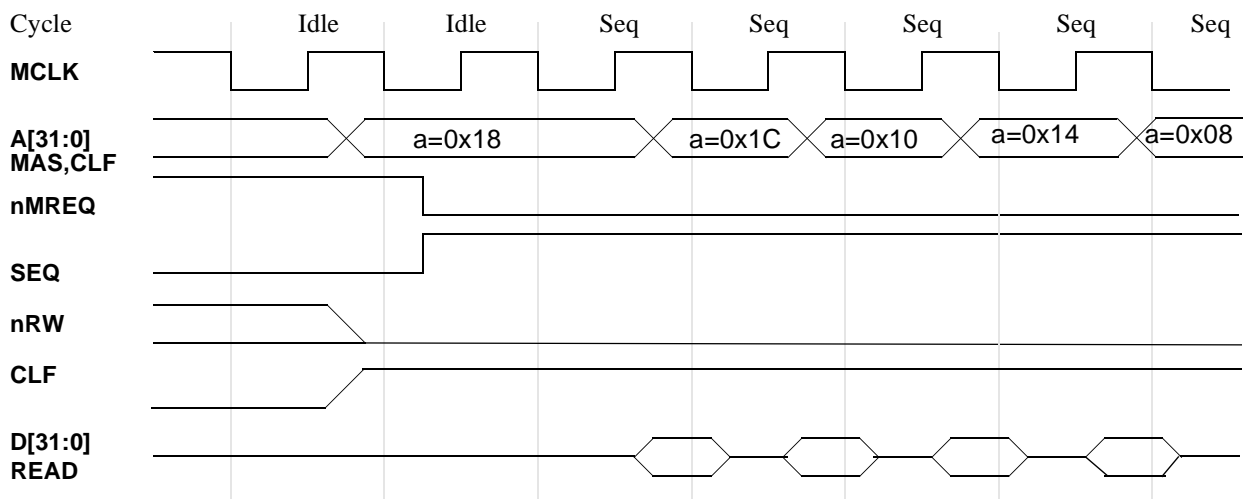 Cycle Idle Idle Seq Seq Seq Seq Seq
MCLK
A[31:0] a=0x18 a=0x1C a=0x10 a=0x14 a=0x08
MAS,CLF
nMREQ
SEQ
nRW
CLF
D[31:0]
READ